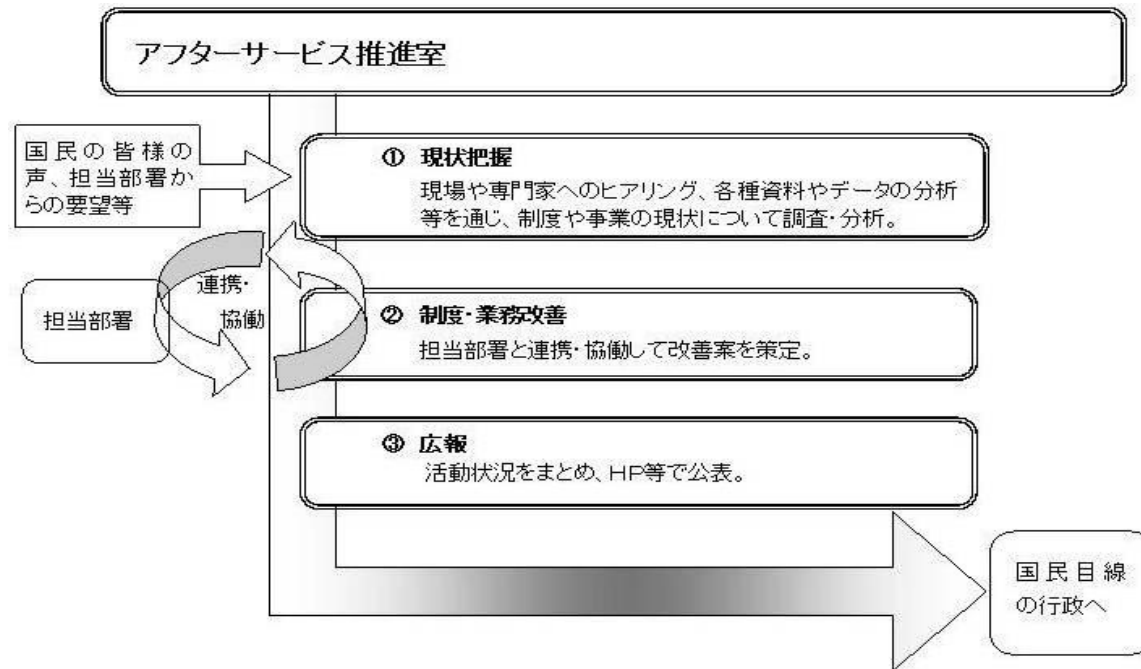 アフターサービス推進室
国民の皆様の
声、担当部署か
らの要望等
① 現状把握
現場や専門家へのヒアリング、各種資料やデータの分析
等を通じ、制度や事業の現状について調査・分析。
担当部署
連携・
協働
② 制度・業務改善
担当部署と連携・協働して改善案を策定。
③ 広報
活動状況をまとめ、HP等で公表。
国民目線
の行政へ